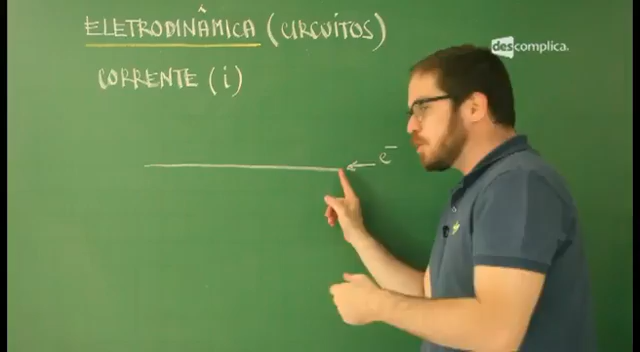 ELETRODINÂMICA (CIRCUITOS)
descomplica.
CORRENTE (i)
e⁻